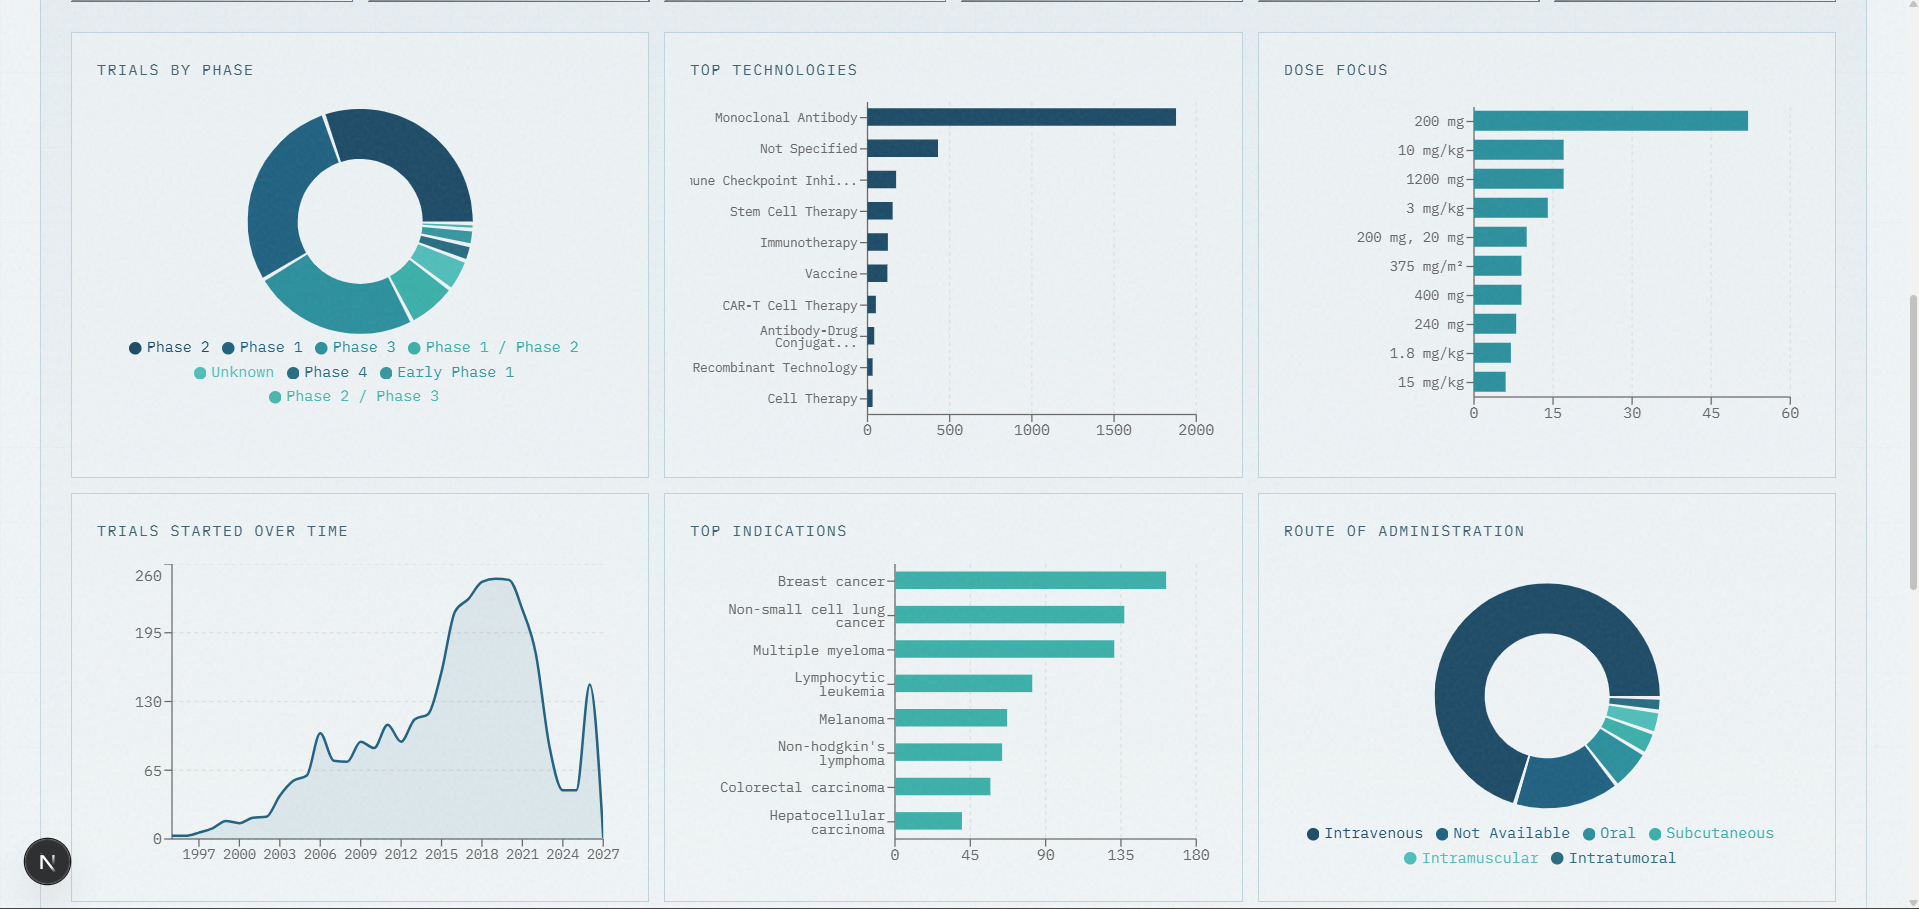 TRIALS BY PHASE
Phase 2 Phase 1 Phase 3 Phase 1 / Phase 2
Unknown Phase 4 Early Phase 1
Phase 2 / Phase 3
TOP TECHNOLOGIES
Monoclonal Antibody
Not Specified
une Checkpoint Inhi...
Stem Cell Therapy
Immunotherapy
Vaccine
CAR-T Cell Therapy
Antibody-Drug
Conjugat...
Recombinant Technology
Cell Therapy
0 500 1000 1500 2000
DOSE FOCUS
200 mg
10 mg/kg
1200 mg
3 mg/kg
200 mg, 20 mg
375 mg/m²
400 mg
240 mg
1.8 mg/kg
15 mg/kg
0 15 30 45 60
TRIALS STARTED OVER TIME
260
195
130
65
0
1997 2000 2003 2006 2009 2012 2015 2018 2021 2024 2027
N
TOP INDICATIONS
Breast cancer
Non-small cell lung
cancer
Multiple myeloma
Lymphocytic
leukemia
Melanoma
Non-hodgkin's
lymphoma
Colorectal carcinoma
Hepatocellular
carcinoma
0 45 90 135 180
ROUTE OF ADMINISTRATION
Intravenous Not Available Oral Subcutaneous
Intramuscular Intratumoral